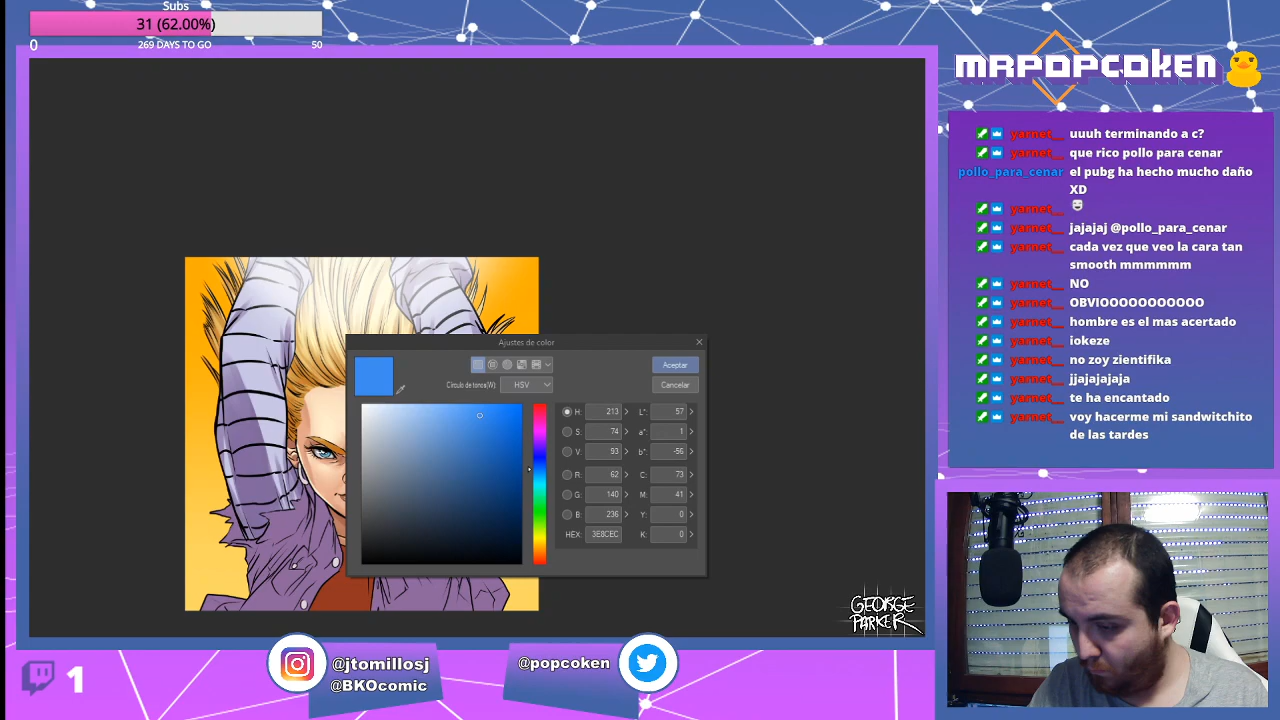 Subs
31 (62.00%)
0
269 DAYS TO GO
50
MRPOPCOKEN
yarnet__ uuuh terminando a c?
yarnet__ que rico pollo para cenar
pollo_para_cenar el pubg ha hecho mucho daño
XD
yarnet__
yarnet__ jajajaj @pollo_para_cenar
yarnet__ cada vez que veo la cara tan
smooth mmmmmm
yarnet__ NO
yarnet__ OBVIOOOOOOOOOO
yarnet__ hombre es el mas acertado
yarnet__ iokeze
yarnet__ no zoy zientifika
yarnet__ jjajajajaja
yarnet__ te ha encantado
yarnet__ voy hacerme mi sandwitchito
de las tardes
Ajustes de color
Aceptar
Círculo de tonos(W): HSV
Cancelar
H: 213 L*: 57
S: 74 a*: 1
V: 93 b*: -56
R: 62 C: 73
G: 140 M: 41
B: 236 Y: 0
HEX: 3E8CEC K: 0
GEORGE
PARKER
@jtomillosj
@BKOcomic
@popcoken
1